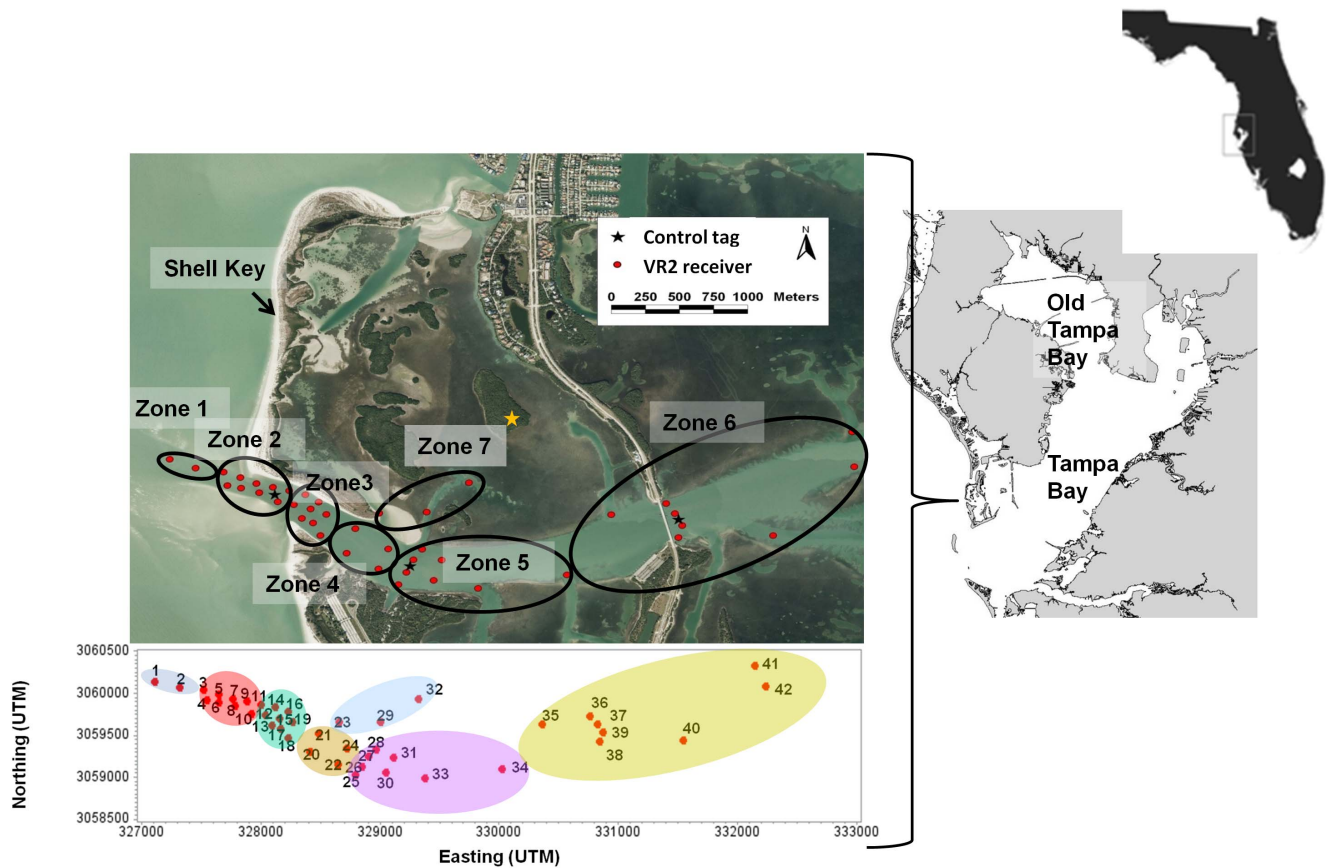 Shell Key
★ Control tag
VR2 receiver
N
0 250 500 750 1000 Meters
Zone 1
Zone 2
Zone3
Zone 4
Zone 5
Zone 6
Zone 7
Old
Tampa
Bay
Tampa
Bay
Northing (UTM)
3060500
3060000
3059500
3059000
3058500
1
2
3
4
5
6
7
8
9
10
11
12
13
14
15
16
17
18
19
20
21
22
23
24
25
26
27
28
29
30
31
32
33
34
35
36
37
38
39
40
41
42
327000 328000 329000 330000 331000 332000 333000
Easting (UTM)